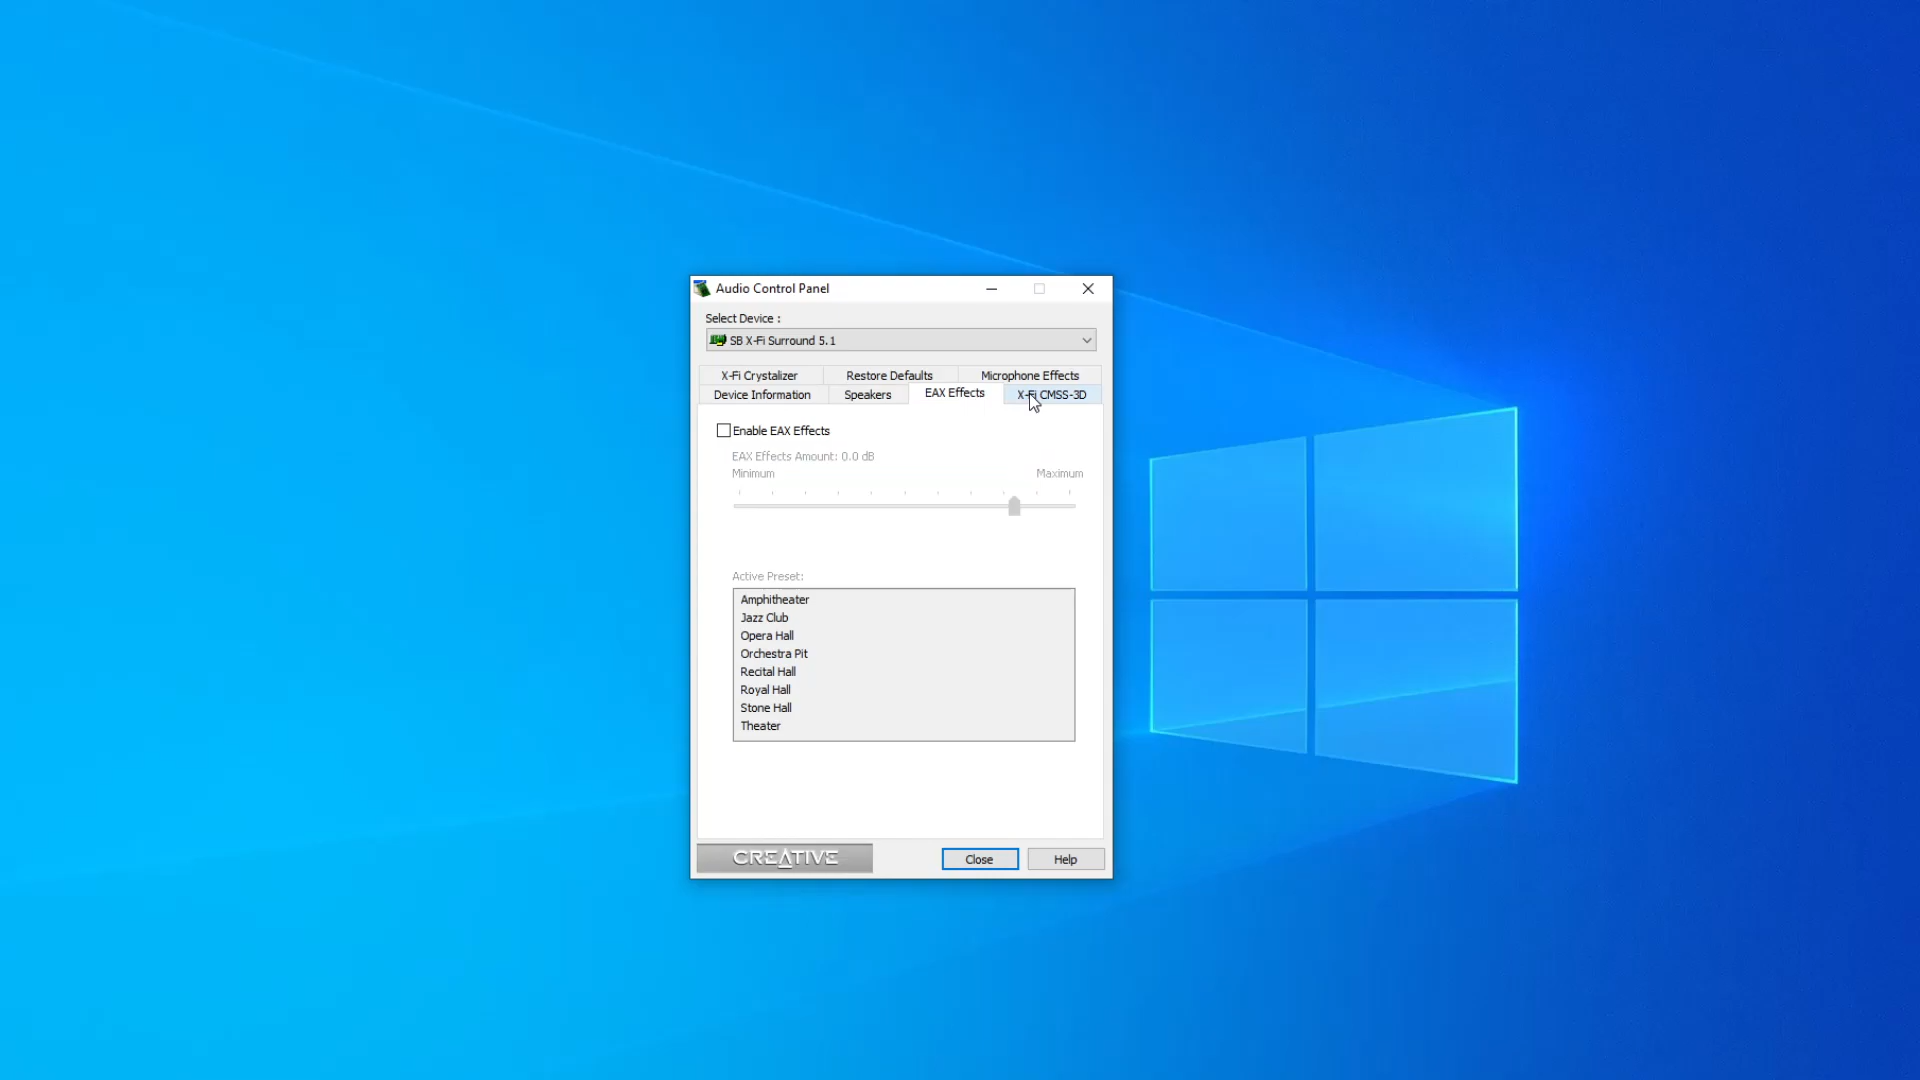 Audio Control Panel
Select Device :
SB X-Fi Surround 5.1
X-Fi Crystalizer Restore Defaults Microphone Effects
Device Information Speakers EAX Effects X-Fi CMSS-3D
Enable EAX Effects
EAX Effects Amount: 0.0 dB
Minimum Maximum
Active Preset:
Amphitheater
Jazz Club
Opera Hall
Orchestra Pit
Recital Hall
Royal Hall
Stone Hall
Theater
CREATIVE Close Help